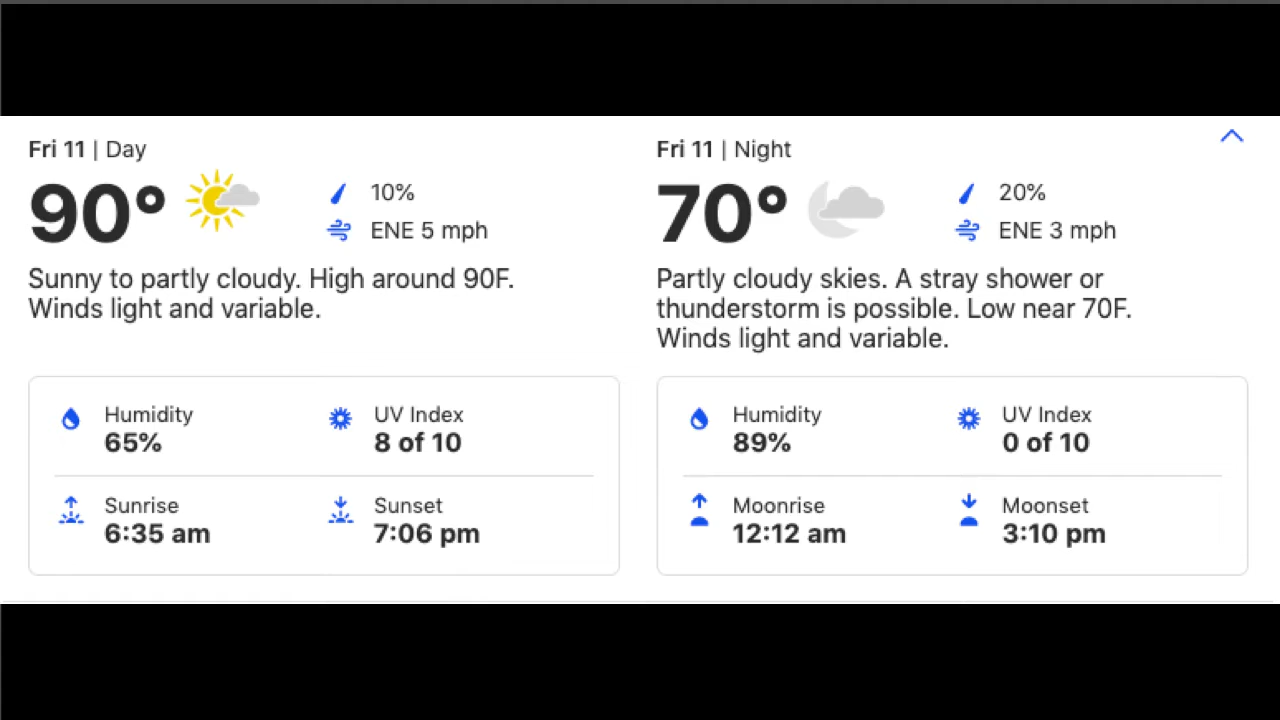 Fri 11 | Day
90°
10%
ENE 5 mph
Sunny to partly cloudy. High around 90F.
Winds light and variable.
Humidity
65%
UV Index
8 of 10
Sunrise
6:35 am
Sunset
7:06 pm
Fri 11 | Night
70°
20%
ENE 3 mph
Partly cloudy skies. A stray shower or
thunderstorm is possible. Low near 70F.
Winds light and variable.
Humidity
89%
UV Index
0 of 10
Moonrise
12:12 am
Moonset
3:10 pm